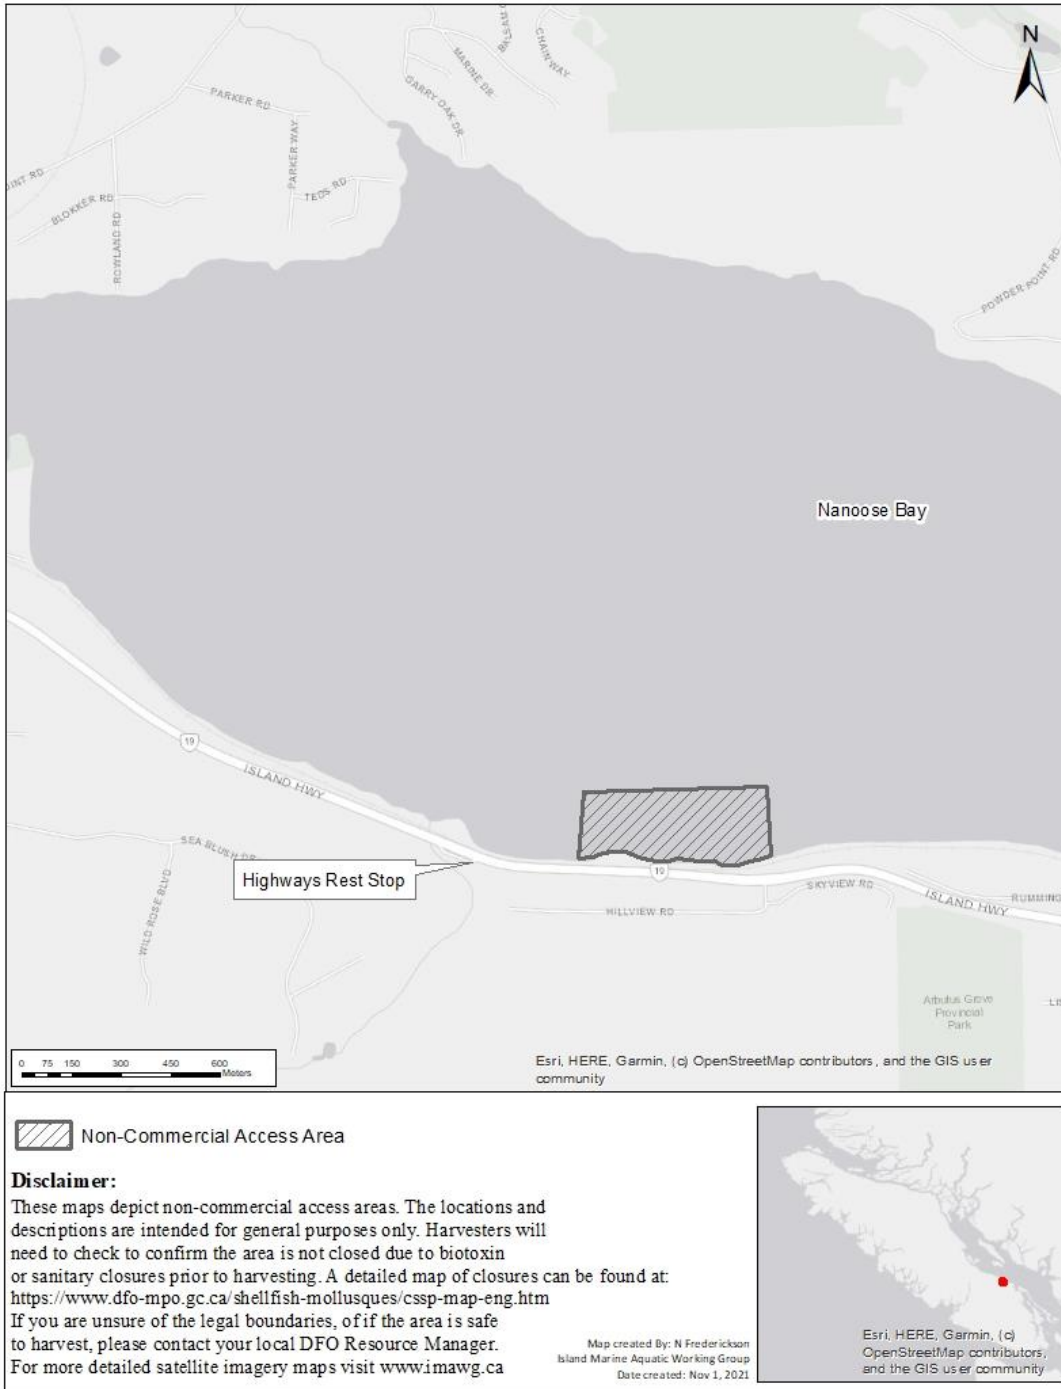 N
BALSAM
CHAIN WAY
MARINE DR.
GARRY OAK DR.
PARKER RD
PARKER WAY
TEDS RD
OINT RD
BLOKKER RD
ROWLAND RD
POWDER POINT RD
Nanoose Bay
19
ISLAND HWY
SEA BLUSH DR
Highways Rest Stop
WILD ROSE BLVD
19
HILLVIEW RD
SKYVIEW RD
ISLAND HWY
RUMMING
Arbutus Grove
Provincial
Park
LIS
0 75 150 300 450 600
Meters
Esri, HERE, Garmin, (c) OpenStreetMap contributors, and the GIS user
community
Non-Commercial Access Area
Disclaimer:
These maps depict non-commercial access areas. The locations and
descriptions are intended for general purposes only. Harvesters will
need to check to confirm the area is not closed due to biotoxin
or sanitary closures prior to harvesting. A detailed map of closures can be found at:
https://www.dfo-mpo.gc.ca/shellfish-mollusques/cssp-map-eng.htm
If you are unsure of the legal boundaries, of if the area is safe
to harvest, please contact your local DFO Resource Manager.
For more detailed satellite imagery maps visit www.imawg.ca
Map created By: N Frederickson
Island Marine Aquatic Working Group
Date created: Nov 1, 2021
Esri, HERE, Garmin, (c)
OpenStreetMap contributors,
and the GIS user community